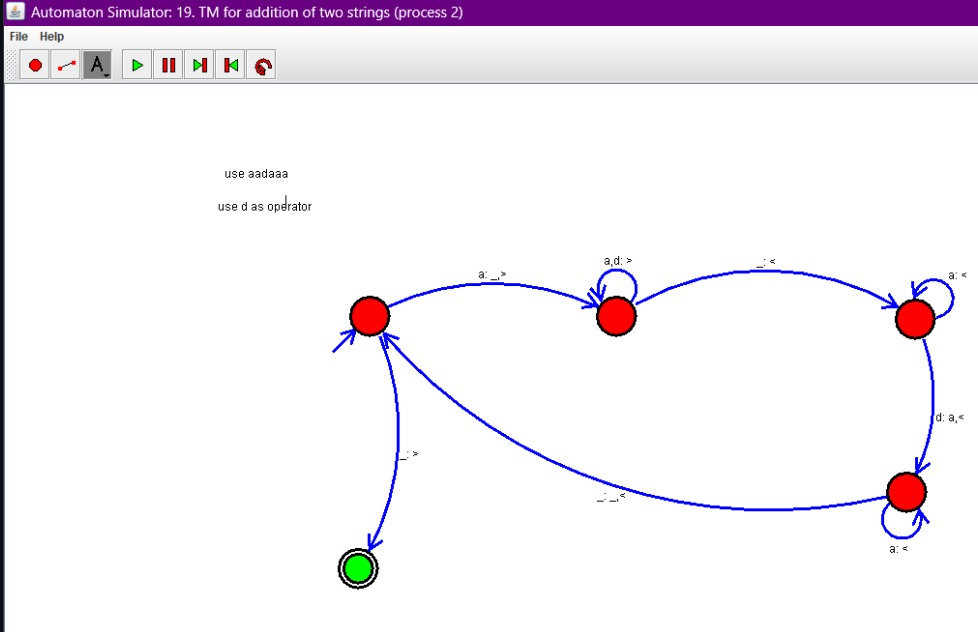 Automaton Simulator: 19. TM for addition of two strings (process 2)
File Help
A
use aadaaa
use d as operator
a: _,>
a,d: >
_: <
a: <
d: a,<
_: >
_: _,<
a: <